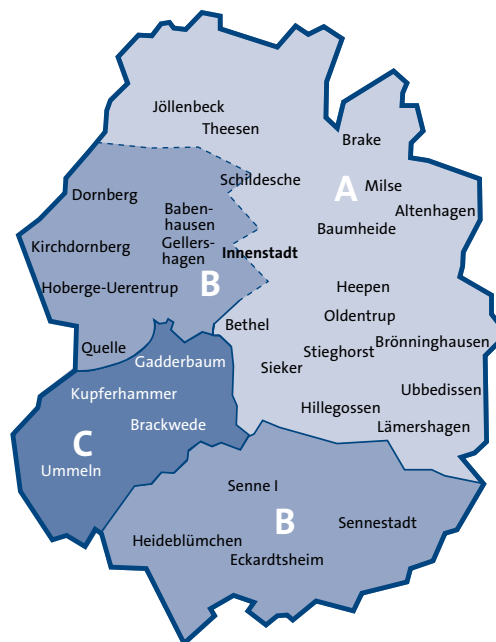 Jöllenbeck
Theesen
Brake
Schildesche
A
Milse
Dornberg
Altenhagen
Baben-
hausen
Baumheide
Kirchdornberg
Gellers-
hagen
Innenstadt
Hoberge-Uerentrup
B
Heepen
Oldentrup
Bethel
Quelle
Gadderbaum
Stieghorst
Brönninghausen
Sieker
Kupferhammer
Ubbedissen
Hillegossen
Brackwede
Lämershagen
C
Ummeln
Senne I
B
Sennestadt
Heideblümchen
Eckardtsheim